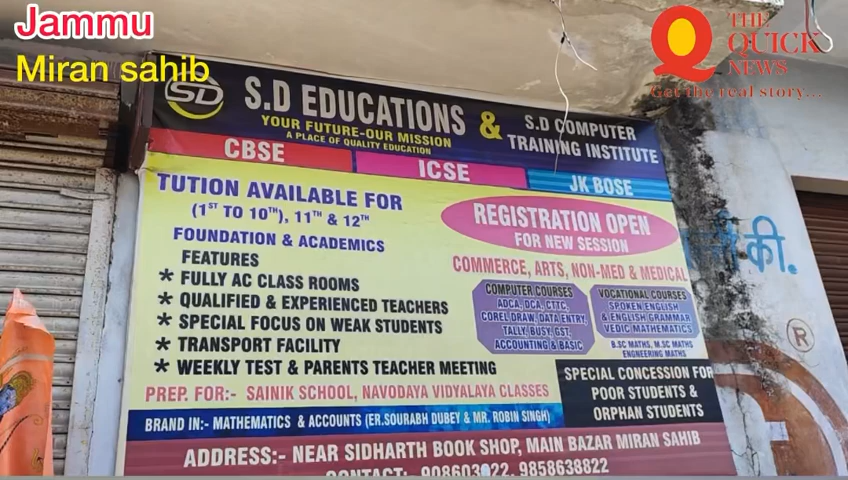 Jammu
Miran sahib
THE
QUICK
NEWS
Get the real story...
SD
S.D EDUCATIONS
YOUR FUTURE-OUR MISSION
A PLACE OF QUALITY EDUCATION
&
S.D COMPUTER
TRAINING INSTITUTE
CBSE
ICSE
JK BOSE
TUTION AVAILABLE FOR
(1ST TO 10TH), 11TH & 12TH
FOUNDATION & ACADEMICS
FEATURES
* FULLY AC CLASS ROOMS
* QUALIFIED & EXPERIENCED TEACHERS
* SPECIAL FOCUS ON WEAK STUDENTS
* TRANSPORT FACILITY
* WEEKLY TEST & PARENTS TEACHER MEETING
REGISTRATION OPEN
FOR NEW SESSION
COMMERCE, ARTS, NON-MED & MEDICAL
COMPUTER COURSES
ADCA, DCA, CTTC,
COREL DRAW, DATA ENTRY,
TALLY, BUSY, GST,
ACCOUNTING & BASIC
VOCATIONAL COURSES
SPOKEN ENGLISH
& ENGLISH GRAMMAR
VEDIC MATHEMATICS
B.SC MATHS, M.SC MATHS
ENGNEERING MATHS
PREP. FOR:- SAINIK SCHOOL, NAVODAYA VIDYALAYA CLASSES
SPECIAL CONCESSION FOR
POOR STUDENTS &
ORPHAN STUDENTS
BRAND IN:- MATHEMATICS & ACCOUNTS (ER.SOURABH DUBEY & MR. ROBIN SINGH)
ADDRESS:- NEAR SIDHARTH BOOK SHOP, MAIN BAZAR MIRAN SAHIB
CONTACT:- 9858638822
की.
R